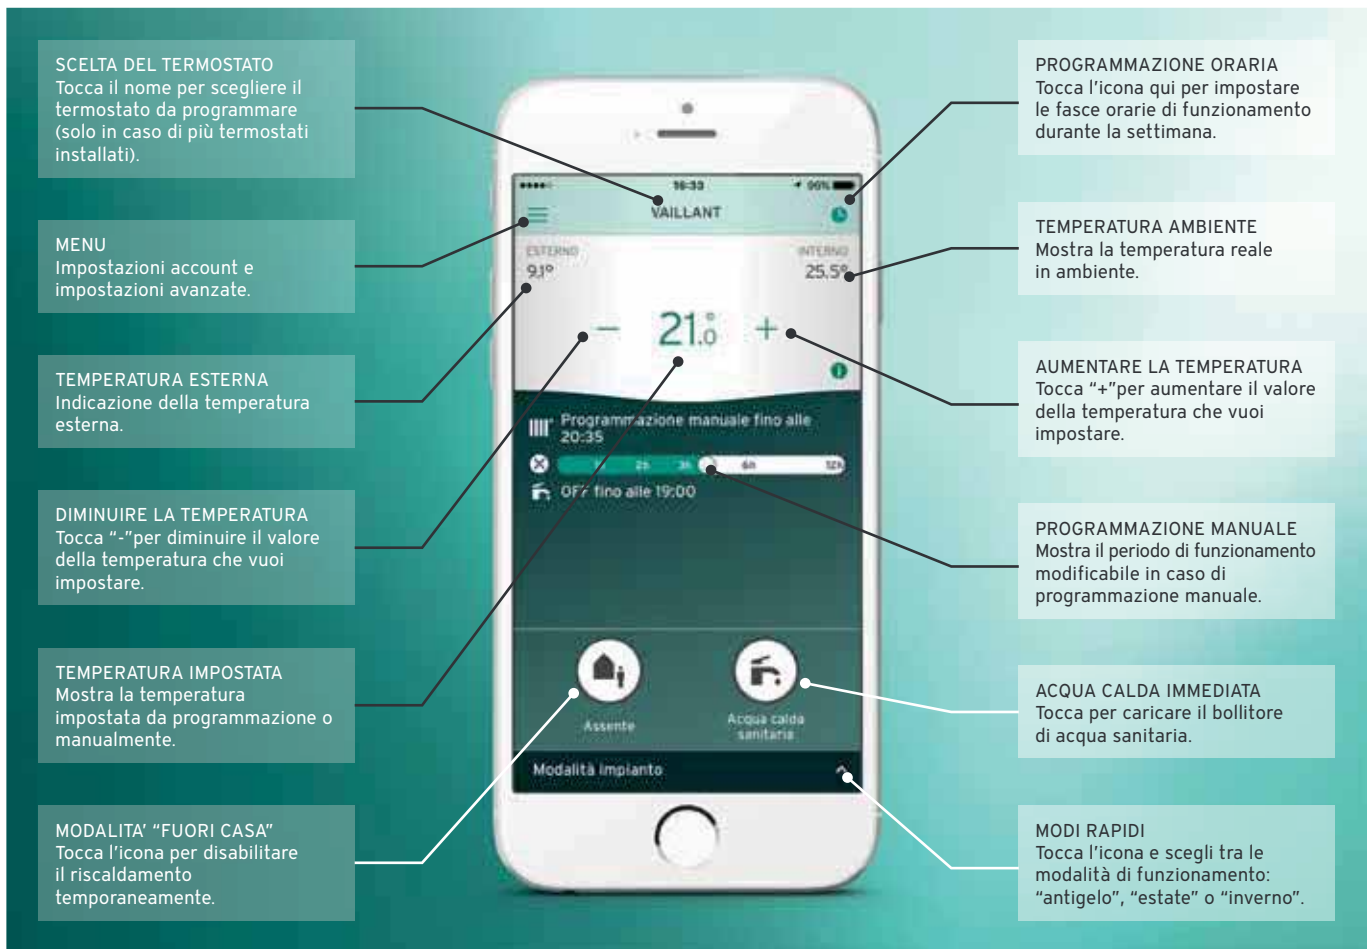 SCELTA DEL TERMOSTATO
Tocca il nome per scegliere il
termostato da programmare
(solo in caso di più termostati
installati).
MENU
Impostazioni account e
impostazioni avanzate.
TEMPERATURA ESTERNA
Indicazione della temperatura
esterna.
DIMINUIRE LA TEMPERATURA
Tocca “-”per diminuire il valore
della temperatura che vuoi
impostare.
TEMPERATURA IMPOSTATA
Mostra la temperatura
impostata da programmazione o
manualmente.
MODALITA’ “FUORI CASA”
Tocca l’icona per disabilitare
il riscaldamento
temporaneamente.
16:33
VAILLANT
ESTERNO
9.1°
INTERNO
25.5°
− 21.0° +
Programmazione manuale fino alle
20:35
2h 3h 6h 12h
OFF fino alle 19:00
Assente
Acqua calda
sanitaria
Modalità impianto
PROGRAMMAZIONE ORARIA
Tocca l’icona qui per impostare
le fasce orarie di funzionamento
durante la settimana.
TEMPERATURA AMBIENTE
Mostra la temperatura reale
in ambiente.
AUMENTARE LA TEMPERATURA
Tocca “+”per aumentare il valore
della temperatura che vuoi
impostare.
PROGRAMMAZIONE MANUALE
Mostra il periodo di funzionamento
modificabile in caso di
programmazione manuale.
ACQUA CALDA IMMEDIATA
Tocca per caricare il bollitore
di acqua sanitaria.
MODI RAPIDI
Tocca l’icona e scegli tra le
modalità di funzionamento:
“antigelo”, “estate” o “inverno”.